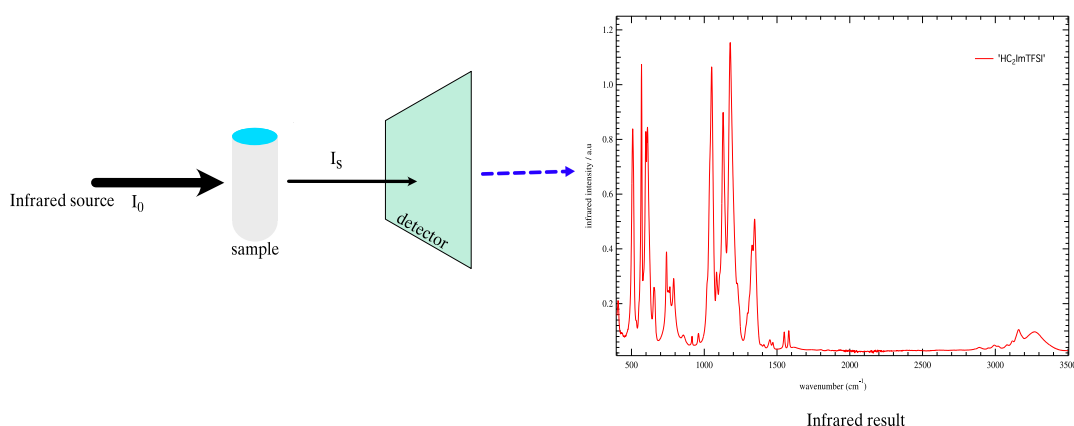 Infrared source
I0
sample
Is
detector
1.2
1.0
0.8
0.6
0.4
0.2
infrared intensity / a.u
'HC2ImTFSI'
500
1000
1500
2000
2500
3000
3500
wavenumber (cm-1)
Infrared result